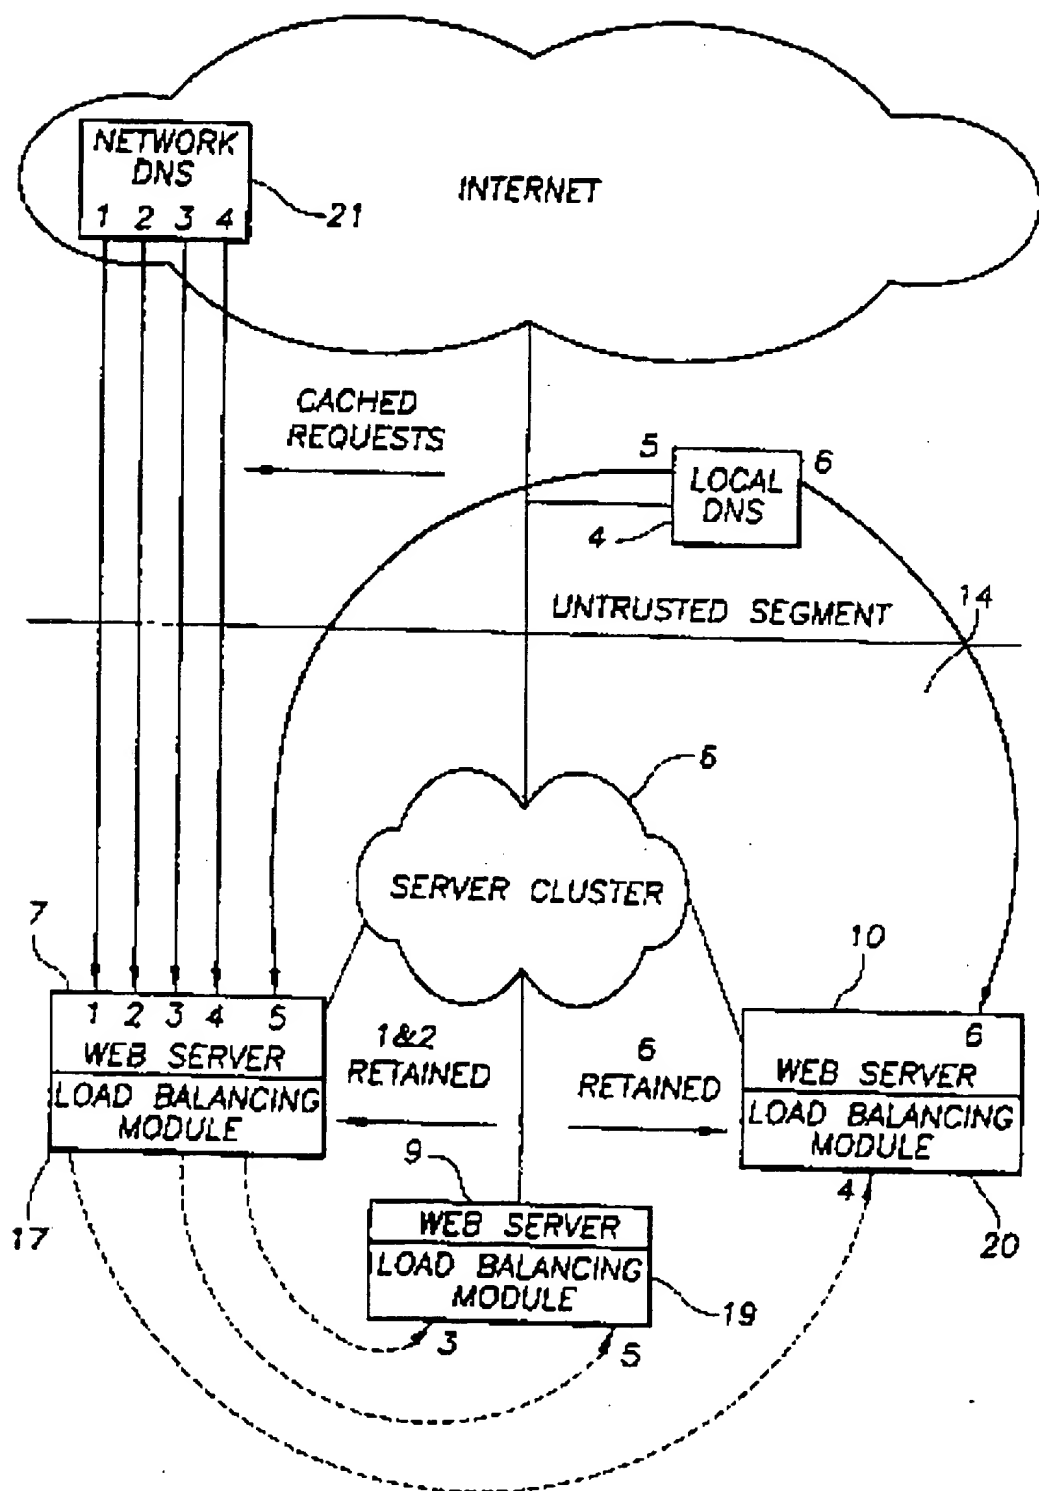 NETWORK
DNS
1 2 3 4
21
INTERNET
CACHED
REQUESTS
5
LOCAL
DNS
6
4
UNTRUSTED SEGMENT
14
6
SERVER CLUSTER
7
1 2 3 4 5
WEB SERVER
LOAD BALANCING
MODULE
17
1&2
RETAINED
6
RETAINED
10
6
WEB SERVER
LOAD BALANCING
MODULE
4
20
9
WEB SERVER
LOAD BALANCING
MODULE
19
3
5